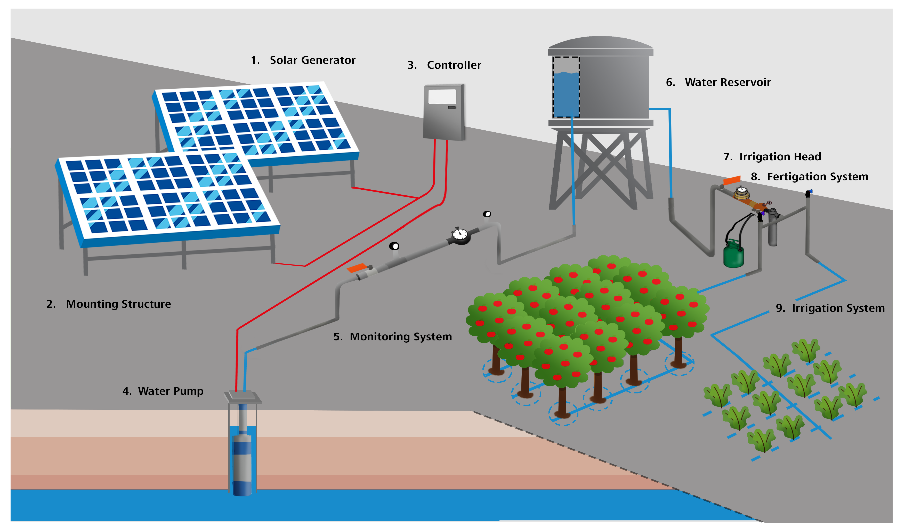 1. Solar Generator
2. Mounting Structure
3. Controller
4. Water Pump
5. Monitoring System
6. Water Reservoir
7. Irrigation Head
8. Fertigation System
9. Irrigation System